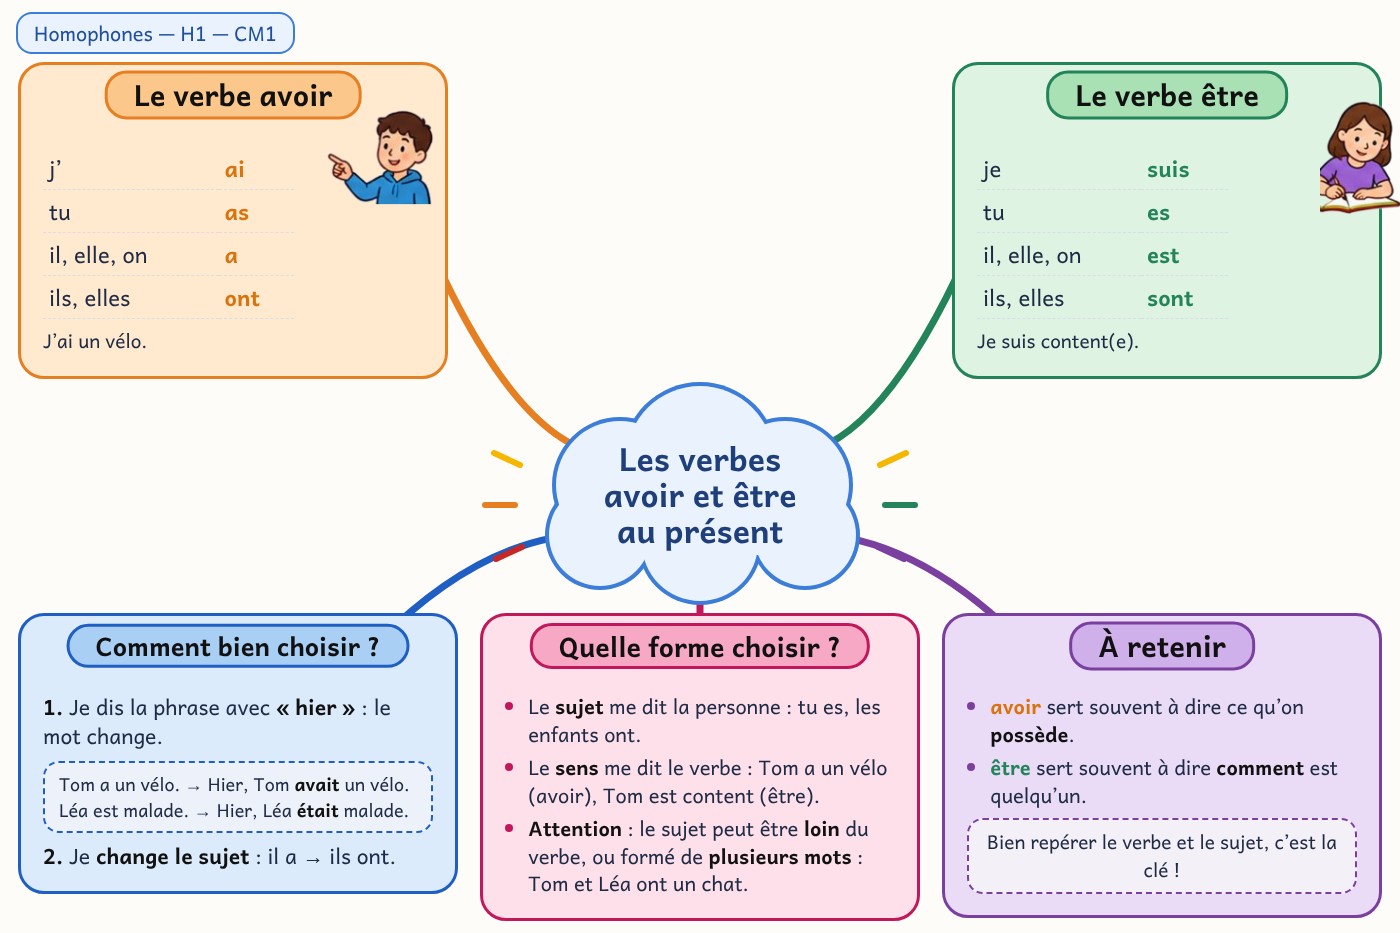 Homophones — H1 — CM1
Le verbe avoir
j’ ai
tu as
il, elle, on a
ils, elles ont
J’ai un vélo.
Le verbe être
je suis
tu es
il, elle, on est
ils, elles sont
Je suis content(e).
Les verbes
avoir et être
au présent
Comment bien choisir ?
1. Je dis la phrase avec « hier » : le
mot change.
Tom a un vélo. → Hier, Tom avait un vélo.
Léa est malade. → Hier, Léa était malade.
2. Je change le sujet : il a → ils ont.
Quelle forme choisir ?
• Le sujet me dit la personne : tu es, les
enfants ont.
• Le sens me dit le verbe : Tom a un vélo
(avoir), Tom est content (être).
• Attention : le sujet peut être loin du
verbe, ou formé de plusieurs mots :
Tom et Léa ont un chat.
À retenir
• avoir sert souvent à dire ce qu’on
possède.
• être sert souvent à dire comment est
quelqu’un.
Bien repérer le verbe et le sujet, c’est la
clé !